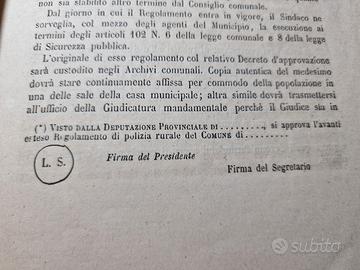 sia stabilito altro termine dal Consiglio comunale.
Dal giorno in cui il Regolamento entra in vigore, il Sindaco ne
sorveglia, col mezzo degli agenti del Municipio, la esecuzione ai
termini degli articoli 102 N. 6 della legge comunale e 8 della legge
di Sicurezza pubblica.
L'originale di esso regolamento col relativo Decreto d'approvazione
sarà custodito negli Archivi comunali. Copia autentica del medesimo
dovrà stare continuamente affissa per commodo della popolazione in
una delle sale della casa municipale; altra simile dovrà trasmettersi
all'ufficio della Giudicatura mandamentale perchè il Giudice sia in
(*) VISTO DALLA DEPUTAZIONE PROVINCIALE DI ........., si approva l'avanti
esteso Regolamento di polizia rurale del COMUNE di .........
L. S.
Firma del Presidente
Firma del Segretario
subito